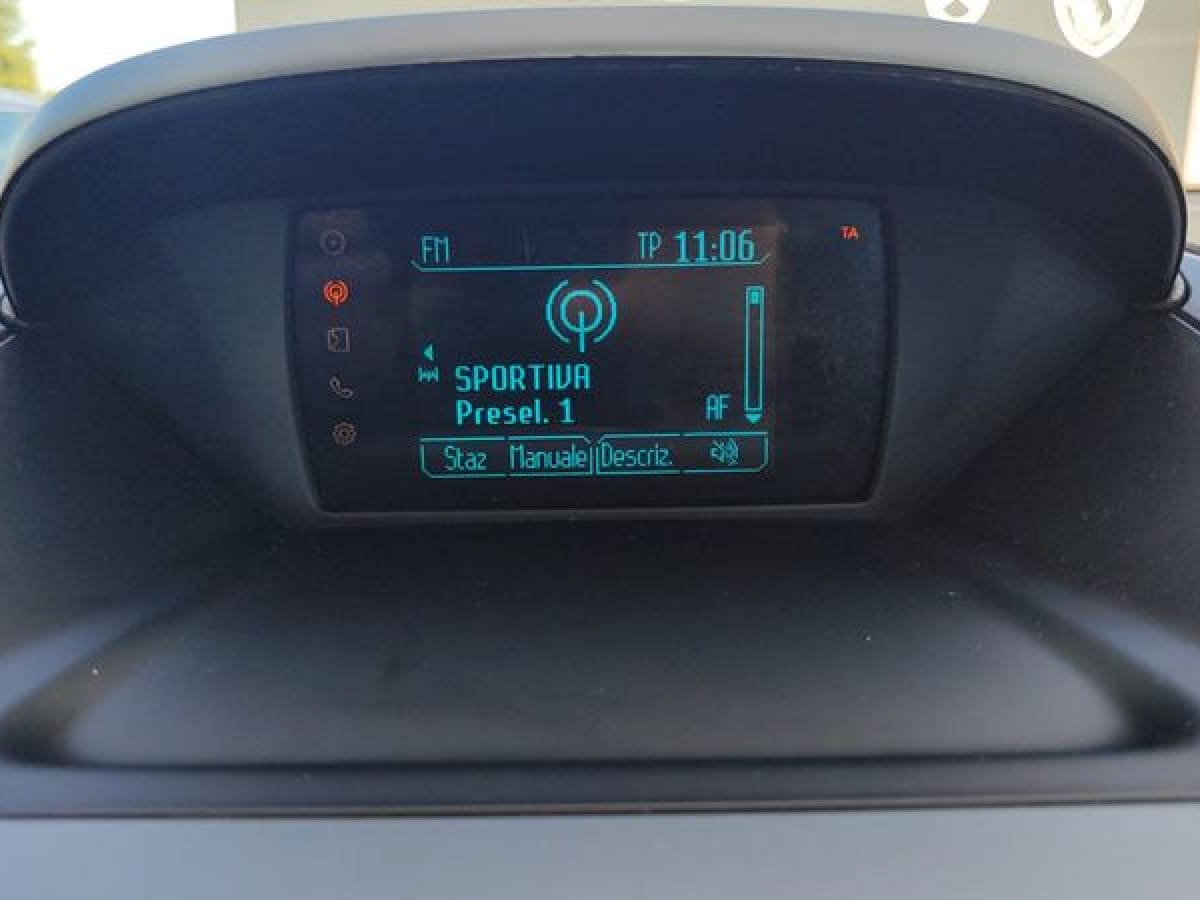 FM TP 11:06 TA
SPORTIVA
Presel. 1 AF
Staz Manuale Descriz.